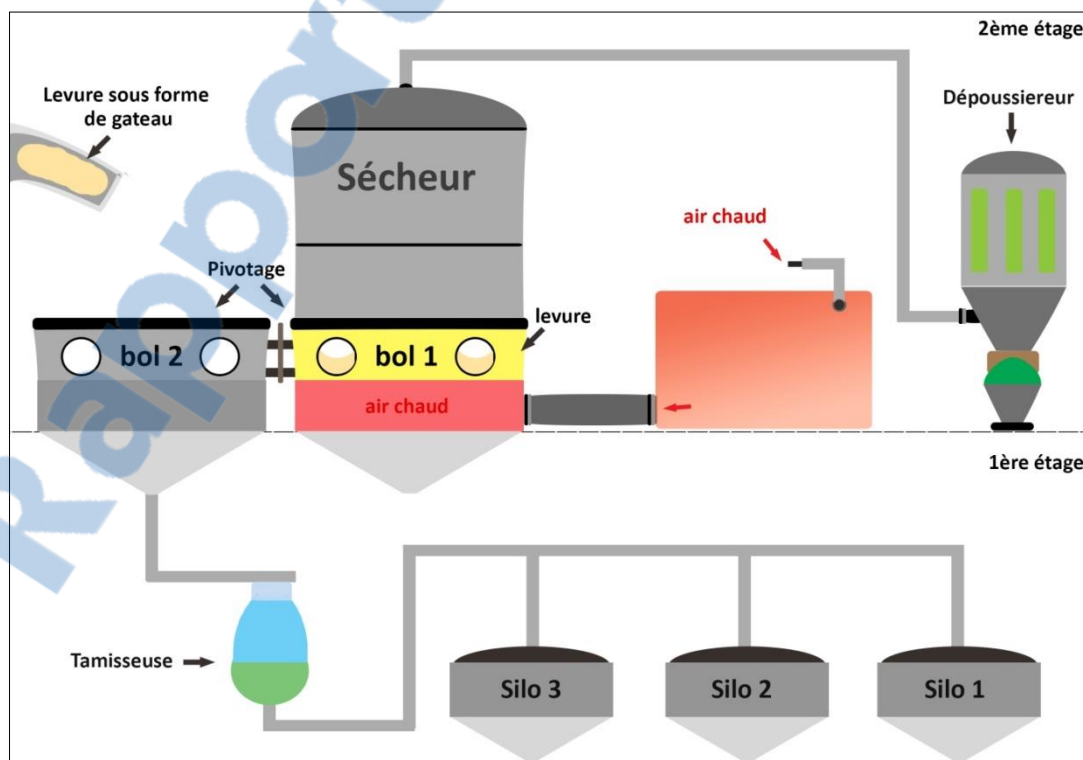 2ème étage
Levure sous forme
de gateau
Dépoussiereur
Sécheur
air chaud
Pivotage
levure
bol 2
bol 1
air chaud
1ère étage
Tamisseuse
Silo 3
Silo 2
Silo 1
Rappor